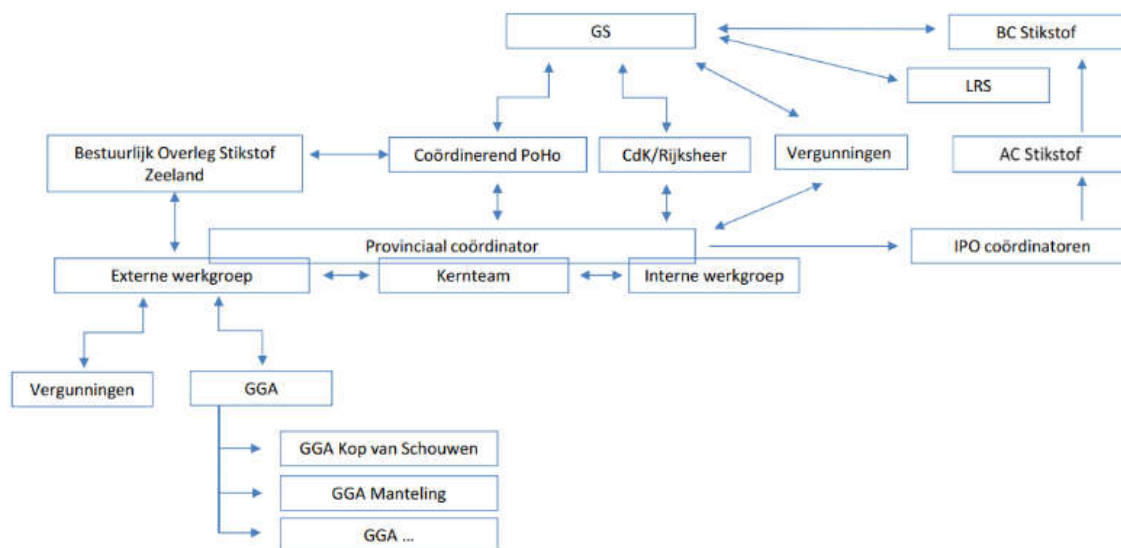 GS
BC Stikstof
LRS
Bestuurlijk Overleg Stikstof
Zeeland
Coördinerend PoHo
CdK/Rijksheer
Vergunningen
AC Stikstof
Provinciaal coördinator
IPO coördinatoren
Externe werkgroep
Kernteam
Interne werkgroep
Vergunningen
GGA
GGA Kop van Schouwen
GGA Manteling
GGA ...